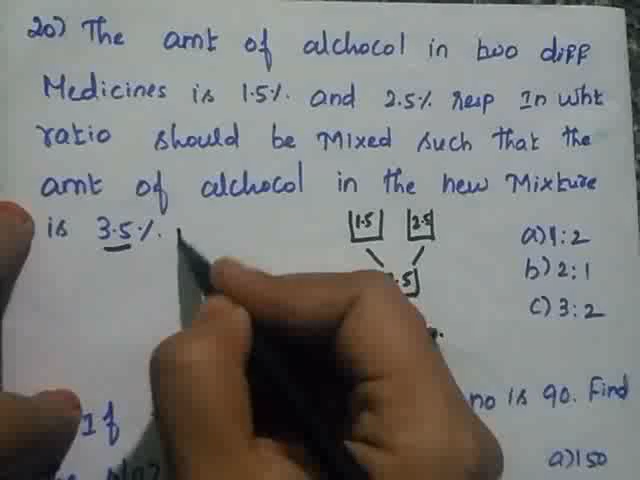 20) The amt of alchocol in two diff
Medicines is 1.5%. and 2.5% resp In wht
ratio should be Mixed such that the
amt of alchocol in the new Mixture
is 3.5%.
1.5 2.5
.5
a) 1:2
b) 2:1
c) 3:2
If
no is 90. Find
a) 150